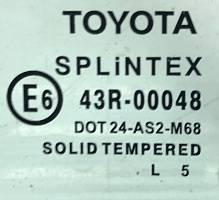 TOYOTA
SPLiNTEX
E6 43R-00048
DOT 24-AS2-M68
SOLID TEMPERED
L 5